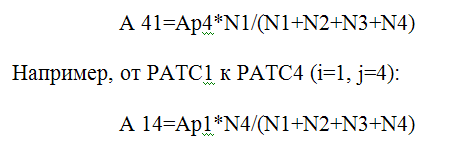 А 41=Ар4*N1/(N1+N2+N3+N4)
Например, от РАТС1 к РАТС4 (i=1, j=4):
А 14=Ар1*N4/(N1+N2+N3+N4)